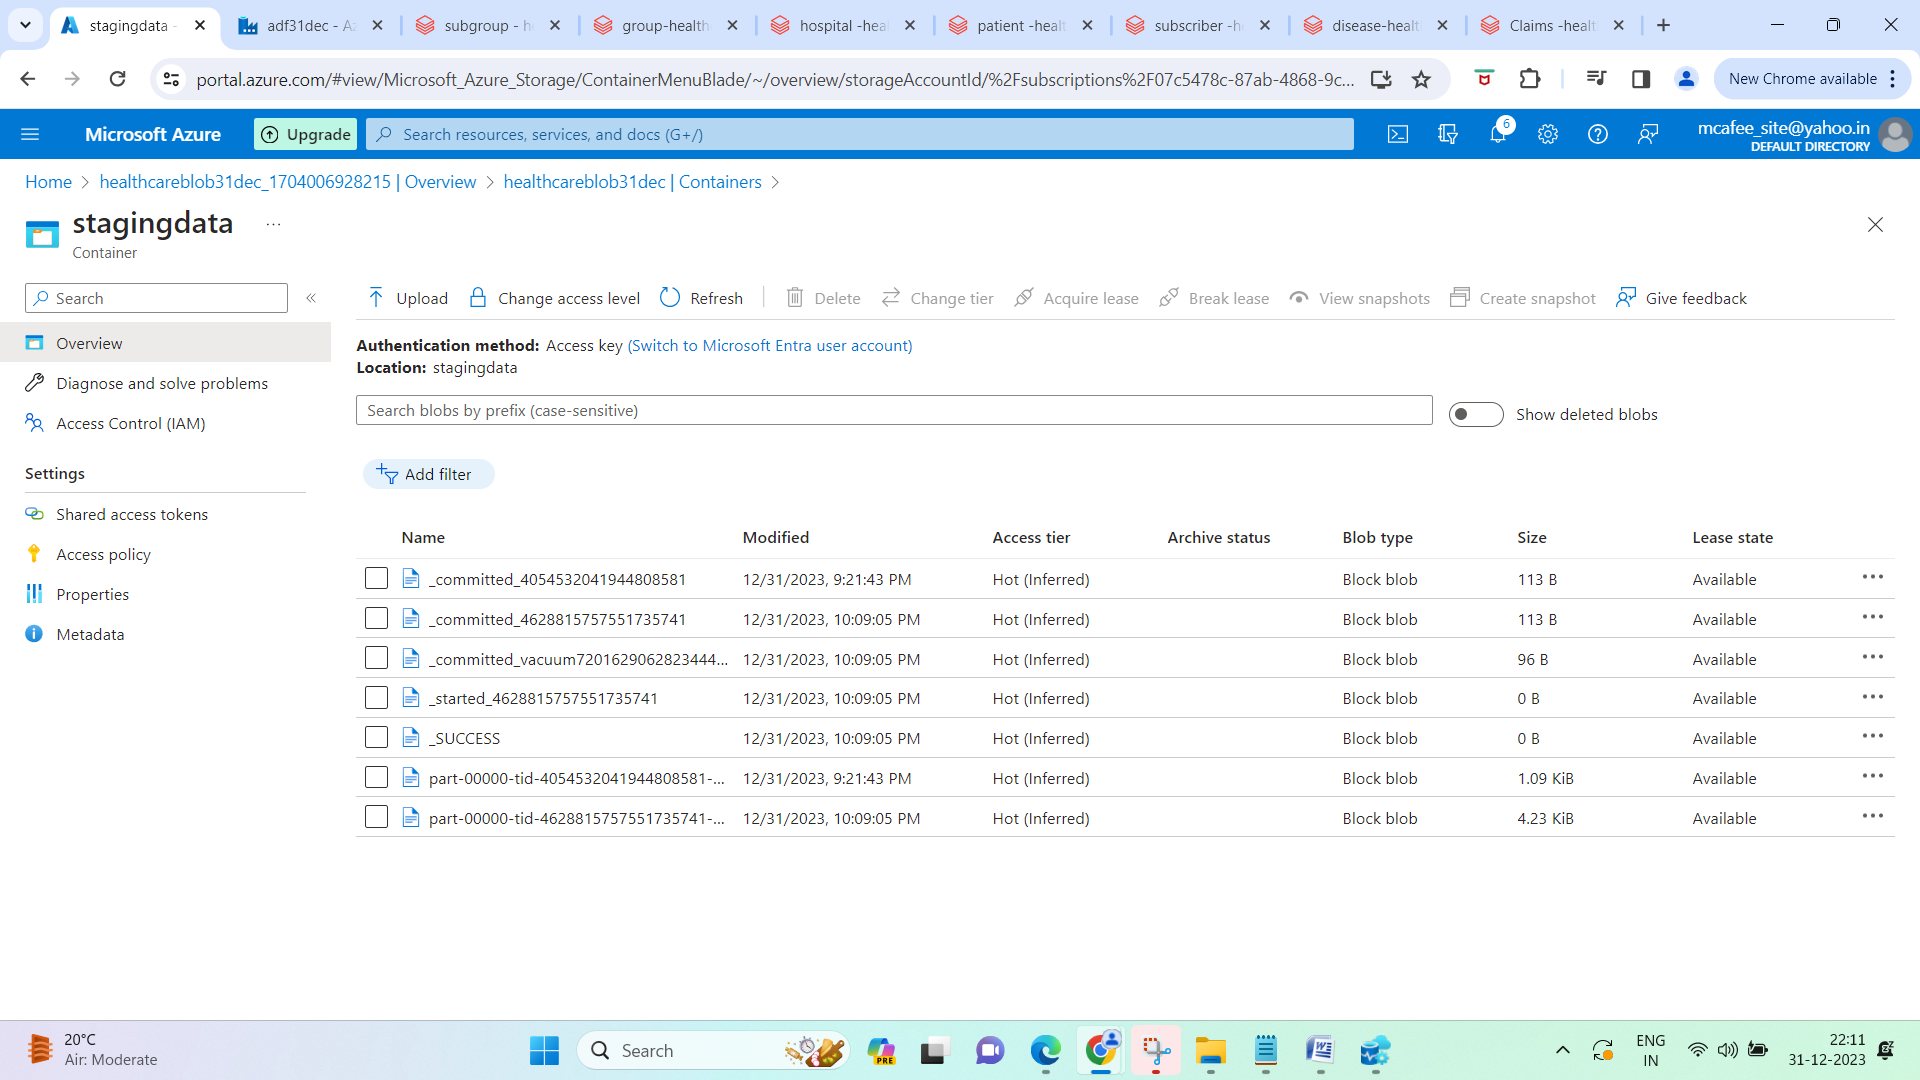 stagingdata -
adf31dec - Az
subgroup - he
group-health
hospital -heal
patient -healt
subscriber -he
disease-healt
Claims -healt
portal.azure.com/#view/Microsoft_Azure_Storage/ContainerMenuBlade/~/overview/storageAccountId/%2Fsubscriptions%2F07c5478c-87ab-4868-9c...
New Chrome available
Microsoft Azure
Upgrade
Search resources, services, and docs (G+/)
6
mcafee_site@yahoo.in
DEFAULT DIRECTORY
Home > healthcareblob31dec_1704006928215 | Overview > healthcareblob31dec | Containers >
stagingdata ...
Container
Search
Upload
Change access level
Refresh
Delete
Change tier
Acquire lease
Break lease
View snapshots
Create snapshot
Give feedback
Overview
Diagnose and solve problems
Access Control (IAM)
Settings
Shared access tokens
Access policy
Properties
Metadata
Authentication method: Access key (Switch to Microsoft Entra user account)
Location: stagingdata
Search blobs by prefix (case-sensitive)
Show deleted blobs
Add filter
Name Modified Access tier Archive status Blob type Size Lease state
_committed_4054532041944808581 12/31/2023, 9:21:43 PM Hot (Inferred) Block blob 113 B Available
_committed_4628815757551735741 12/31/2023, 10:09:05 PM Hot (Inferred) Block blob 113 B Available
_committed_vacuum7201629062823444... 12/31/2023, 10:09:05 PM Hot (Inferred) Block blob 96 B Available
_started_4628815757551735741 12/31/2023, 10:09:05 PM Hot (Inferred) Block blob 0 B Available
_SUCCESS 12/31/2023, 10:09:05 PM Hot (Inferred) Block blob 0 B Available
part-00000-tid-4054532041944808581-... 12/31/2023, 9:21:43 PM Hot (Inferred) Block blob 1.09 KiB Available
part-00000-tid-4628815757551735741-... 12/31/2023, 10:09:05 PM Hot (Inferred) Block blob 4.23 KiB Available
20°C
Air: Moderate
Search
PRE
ENG
IN
22:11
31-12-2023